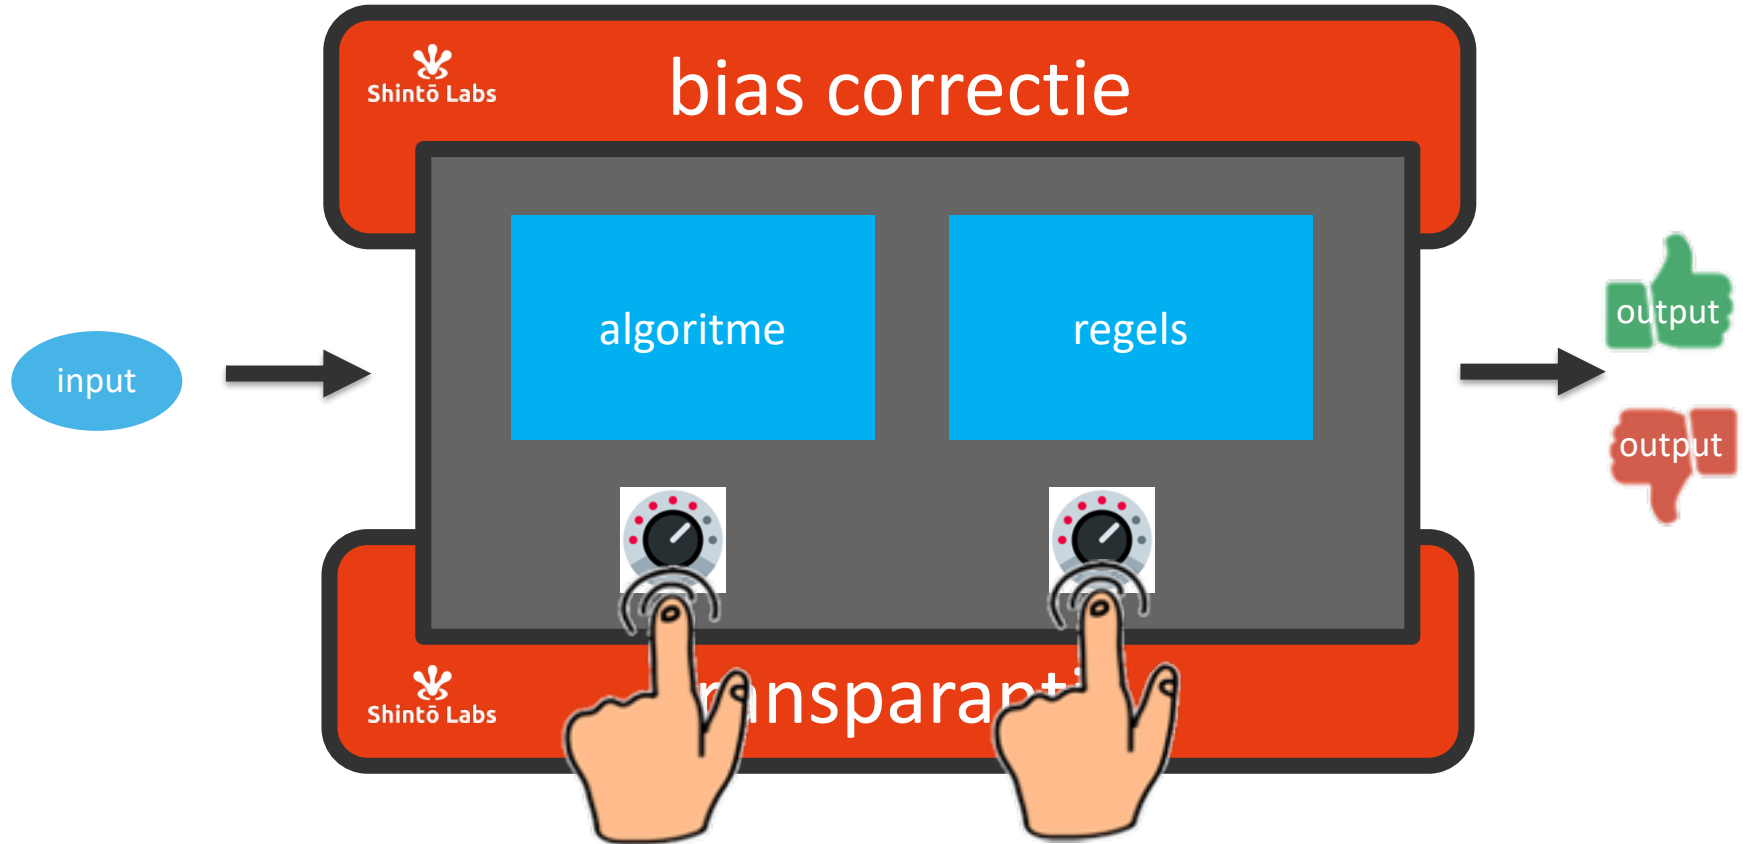 Shintō Labs
bias correctie
algoritme
regels
input
output
output
Shintō Labs